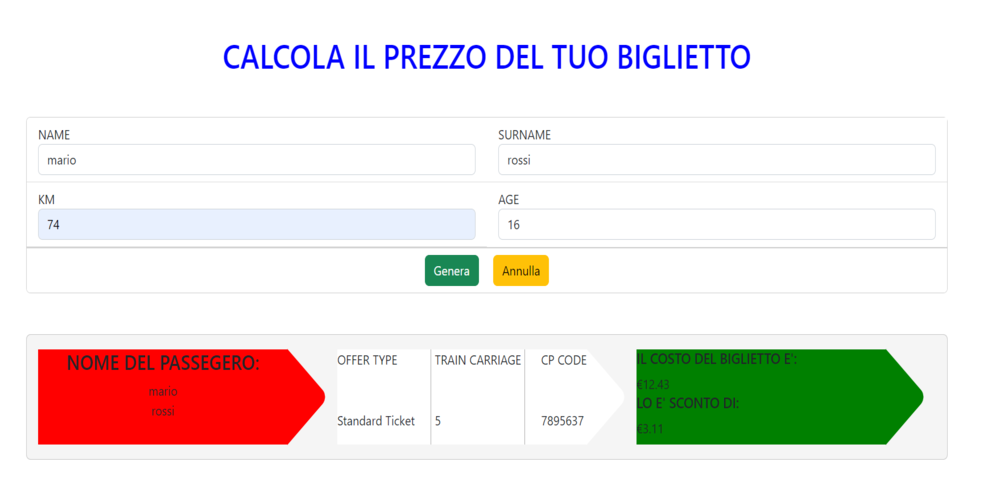 CALCOLA IL PREZZO DEL TUO BIGLIETTO
NAME
mario
SURNAME
rossi
KM
74
AGE
16
Genera
Annulla
NOME DEL PASSEGERO:
mario
rossi
OFFER TYPE
Standard Ticket
TRAIN CARRIAGE
5
CP CODE
7895637
IL COSTO DEL BIGLIETTO E':
€12.43
LO E' SCONTO DI:
€3.11